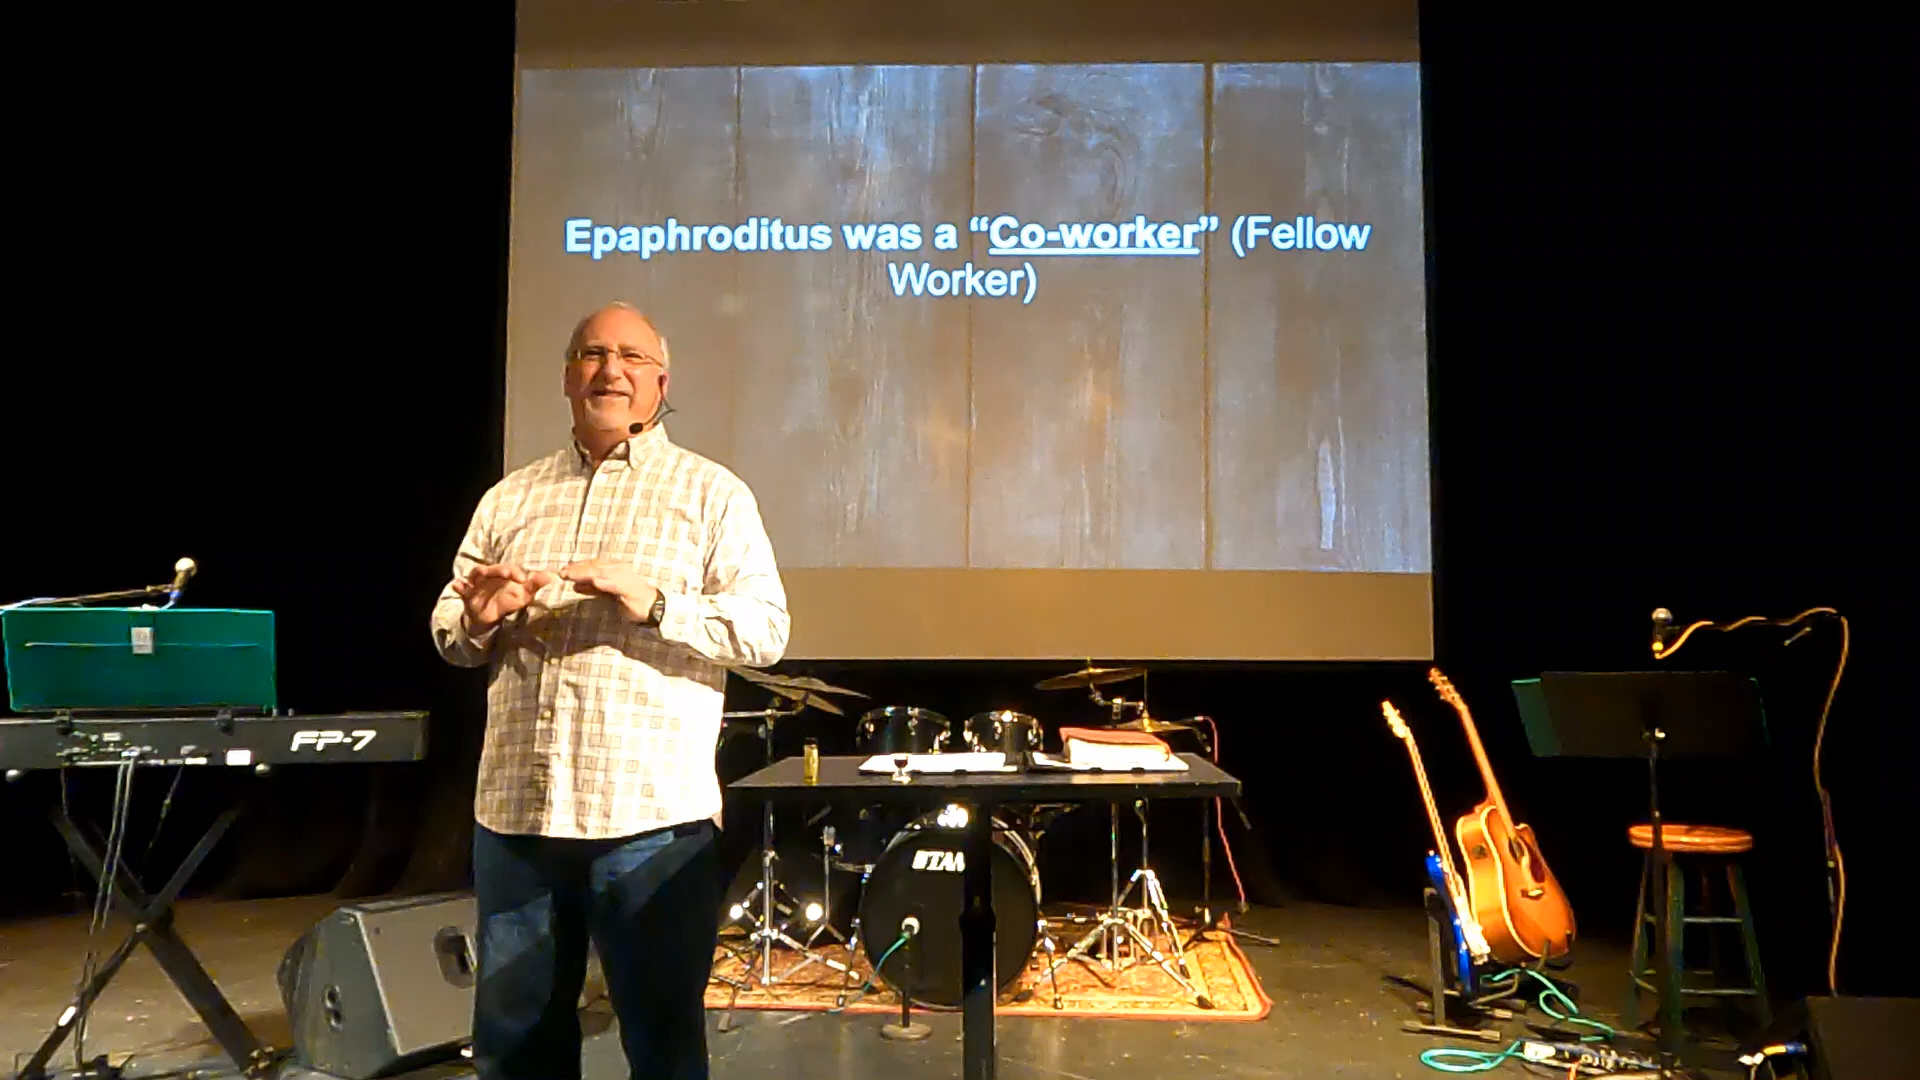 Epaphroditus was a “Co-worker” (Fellow
Worker)
FP-7
TAMA